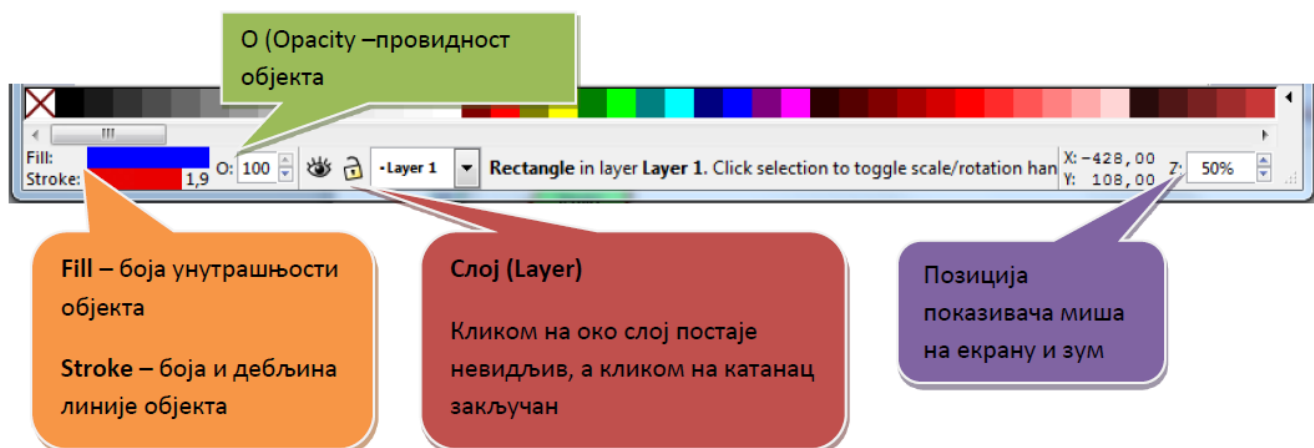 O (Opacity –провидност
објекта
Fill:
Stroke:
1,9
O:
100
•Layer 1
Rectangle in layer Layer 1. Click selection to toggle scale/rotation han
X:-428,00
Y: 108,00
Z:
50%
Fill – боја унутрашњости
објекта
Stroke – боја и дебљина
линије објекта
Слој (Layer)
Кликом на око слој постаје
невидљив, а кликом на катанац
закључан
Позиција
показивача миша
на екрану и зум